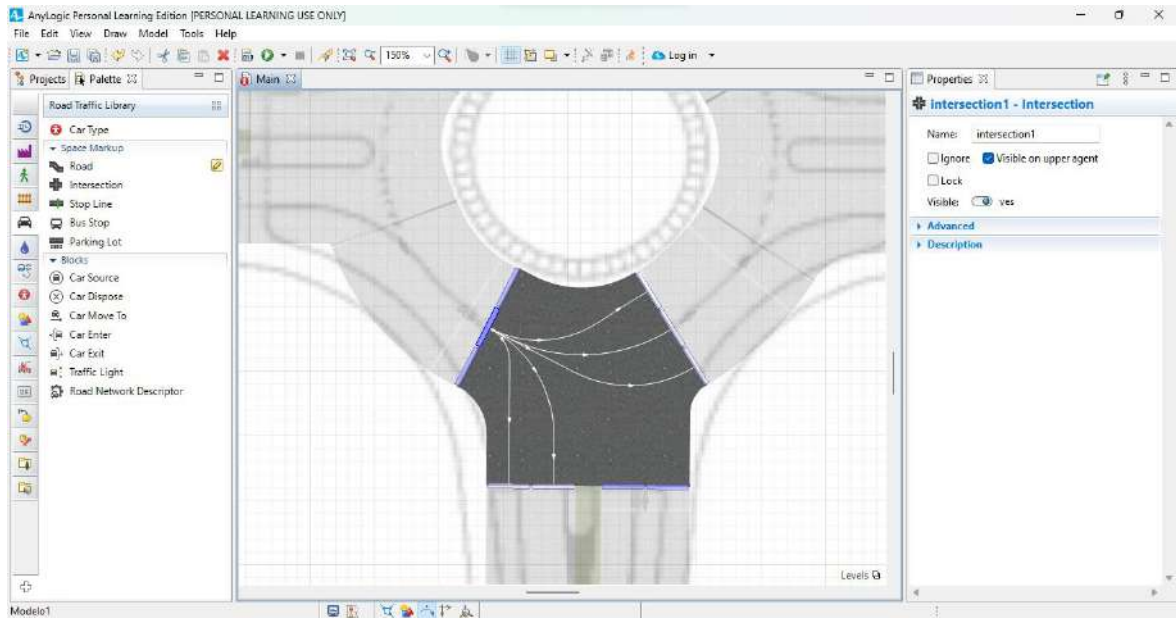 AnyLogic Personal Learning Edition [PERSONAL LEARNING USE ONLY]
File Edit View Draw Model Tools Help
150% Log in
Projects Palette
Main
Properties
Road Traffic Library
intersection1 - Intersection
Car Type
Name: intersection1
Space Markup
Road
Ignore Visible on upper agent
Intersection
Lock
Stop Line
Visible: yes
Bus Stop
Advanced
Parking Lot
Description
Blocks
Car Source
Car Dispose
Car Move To
Car Enter
Car Exit
Traffic Light
Road Network Descriptor
Levels
Modelo1